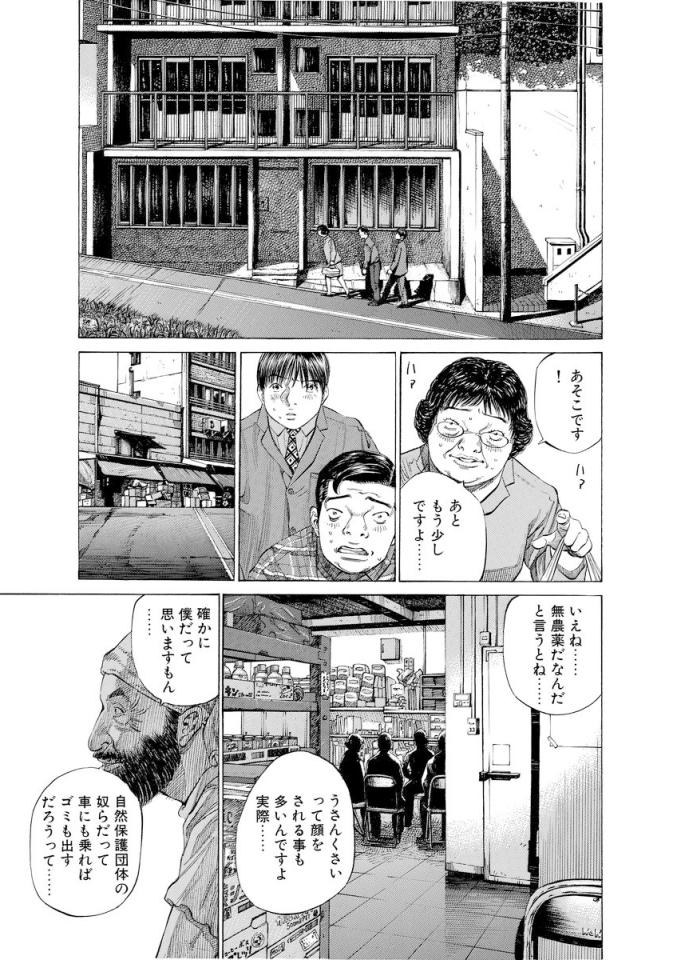 あそこです
！
ハァ
ハァ
あと
もう少し
ですよ……
いえね……
無農薬だなんだ
と言うとね……
うさんくさい
って顔を
される事も
多いんですよ
実際……
確かに
僕だって
思いますもん
……
自然保護団体の
奴らだって
車にも乗れば
ゴミも出す
だろうって……